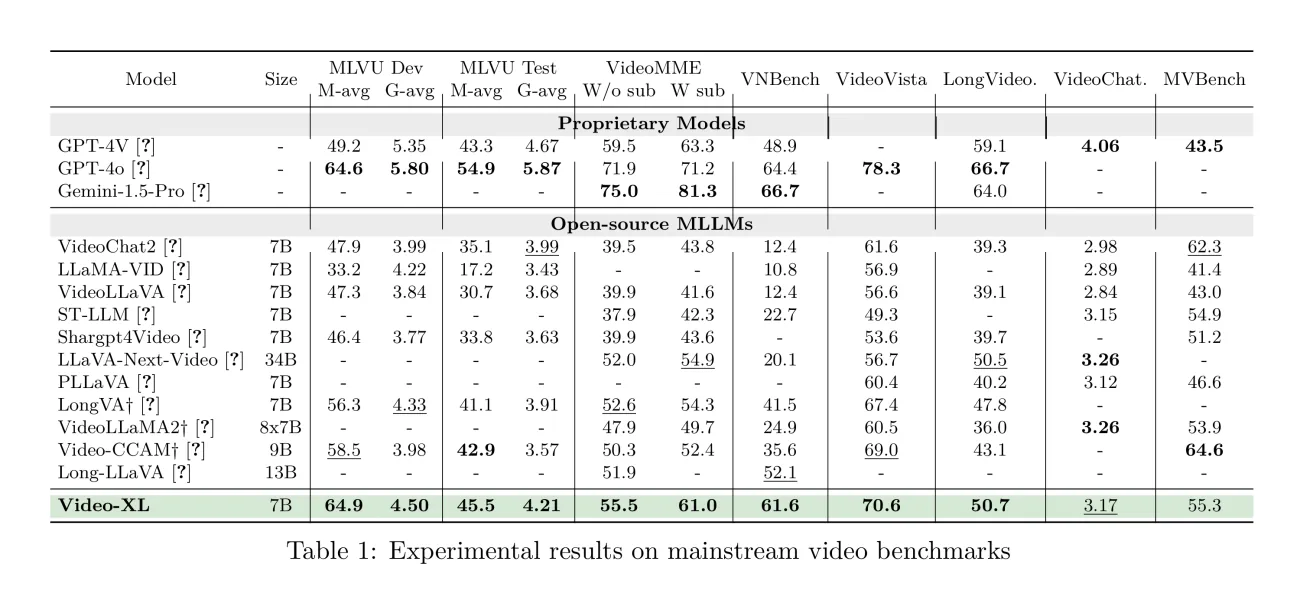 Model Size MLVU Dev MLVU Test VideoMME VNBench VideoVista LongVideo. VideoChat. MVBench
M-avg G-avg M-avg G-avg W/o sub W sub
Proprietary Models
GPT-4V [?] - 49.2 5.35 43.3 4.67 59.5 63.3 48.9 - 59.1 4.06 43.5
GPT-4o [?] - 64.6 5.80 54.9 5.87 71.9 71.2 64.4 78.3 66.7 - -
Gemini-1.5-Pro [?] - - - - - 75.0 81.3 66.7 - 64.0 - -
Open-source MLLMs
VideoChat2 [?] 7B 47.9 3.99 35.1 3.99 39.5 43.8 12.4 61.6 39.3 2.98 62.3
LLaMA-VID [?] 7B 33.2 4.22 17.2 3.43 - - 10.8 56.9 - 2.89 41.4
VideoLLaVA [?] 7B 47.3 3.84 30.7 3.68 39.9 41.6 12.4 56.6 39.1 2.84 43.0
ST-LLM [?] 7B - - - - 37.9 42.3 22.7 49.3 - 3.15 54.9
Shargpt4Video [?] 7B 46.4 3.77 33.8 3.63 39.9 43.6 - 53.6 39.7 - 51.2
LLaVA-Next-Video [?] 34B - - - - 52.0 54.9 20.1 56.7 50.5 3.26 -
PLLaVA [?] 7B - - - - - - - 60.4 40.2 3.12 46.6
LongVA† [?] 7B 56.3 4.33 41.1 3.91 52.6 54.3 41.5 67.4 47.8 - -
VideoLLaMA2† [?] 8x7B - - - - 47.9 49.7 24.9 60.5 36.0 3.26 53.9
Video-CCAM† [?] 9B 58.5 3.98 42.9 3.57 50.3 52.4 35.6 69.0 43.1 - 64.6
Long-LLaVA [?] 13B - - - - 51.9 - 52.1 - - - -
Video-XL 7B 64.9 4.50 45.5 4.21 55.5 61.0 61.6 70.6 50.7 3.17 55.3
Table 1: Experimental results on mainstream video benchmarks